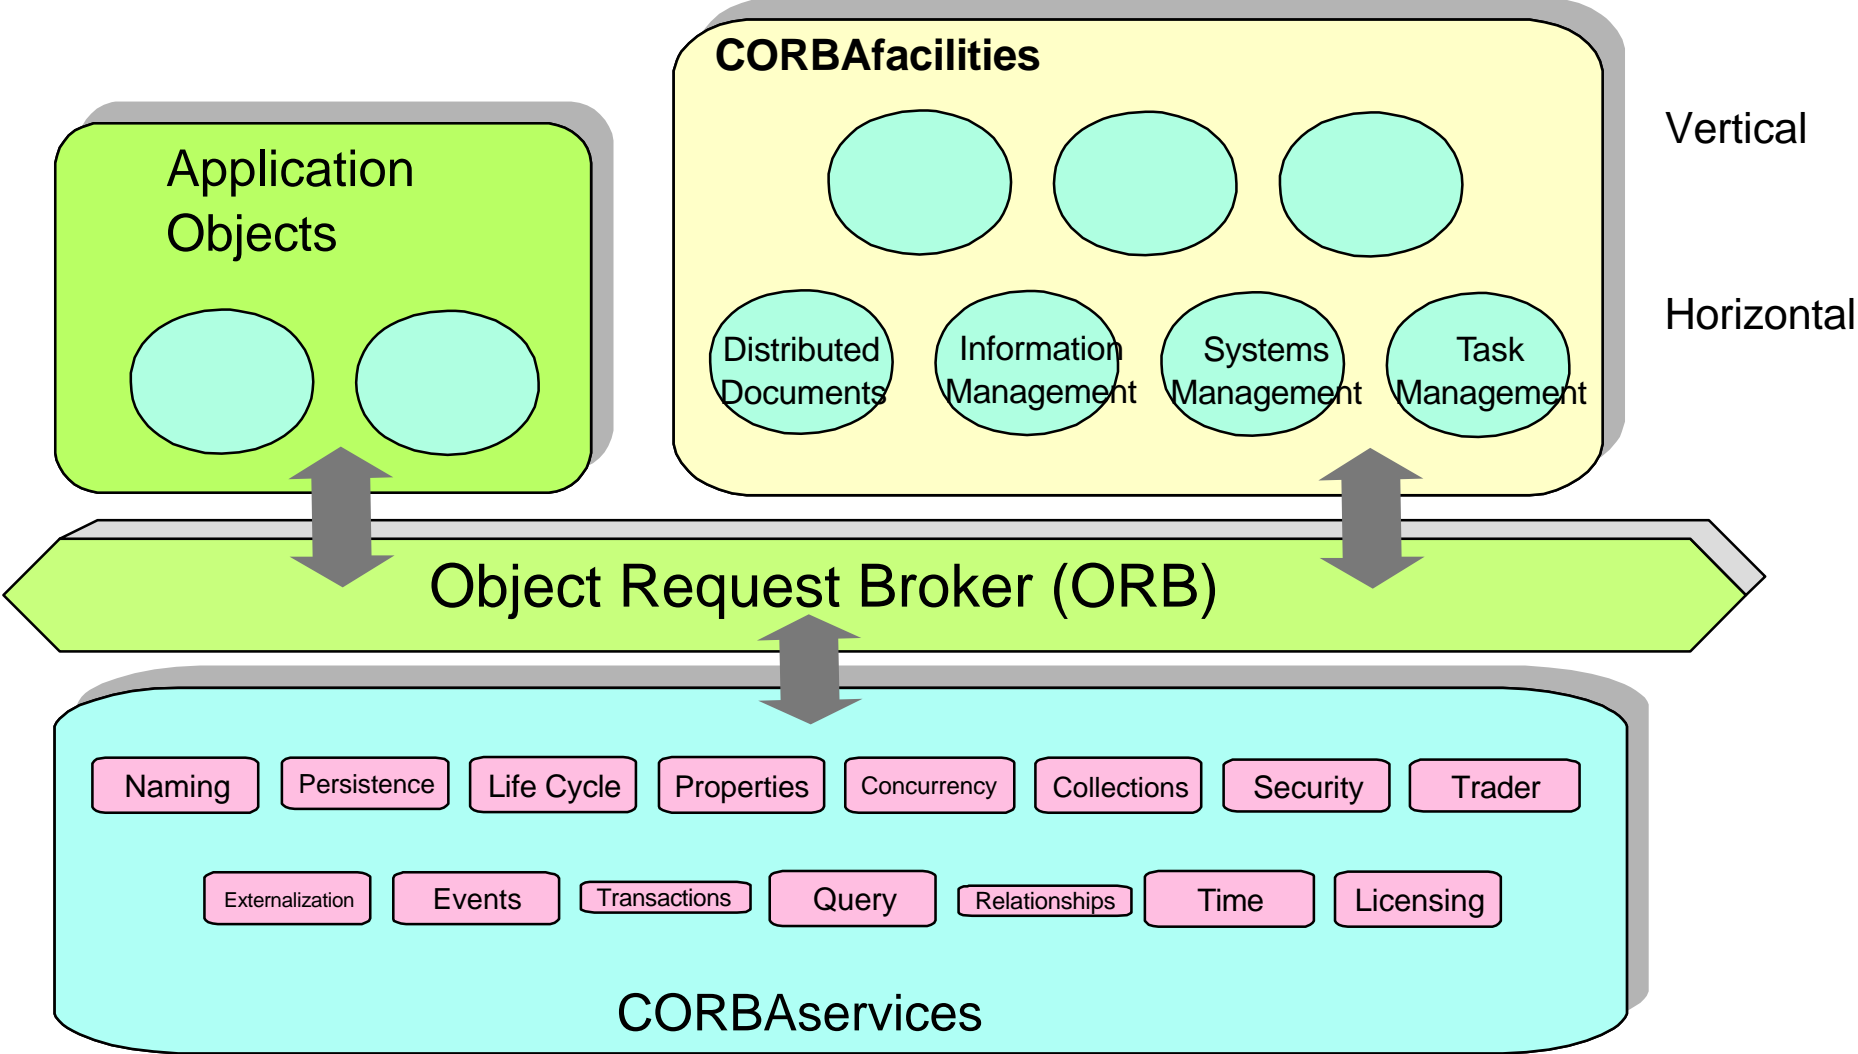 CORBAfacilities
Vertical
Application
Objects
Horizontal
Distributed
Documents
Information
Management
Systems
Management
Task
Management
Object Request Broker (ORB)
Naming
Persistence
Life Cycle
Properties
Concurrency
Collections
Security
Trader
Externalization
Events
Transactions
Query
Relationships
Time
Licensing
CORBAservices